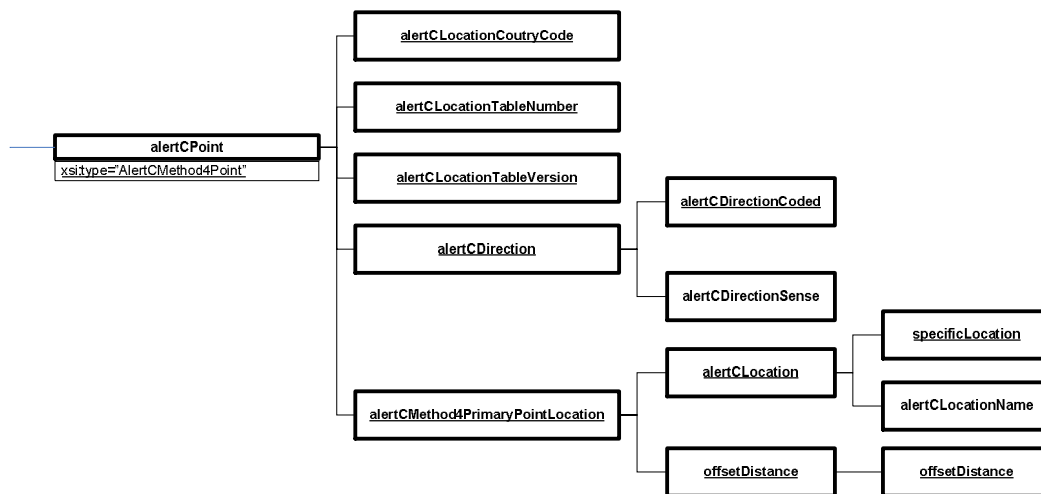 alertCLocationCoutryCode
alertCLocationTableNumber
alertCPoint
xsi:type="AlertCMethod4Point"
alertCLocationTableVersion
alertCDirectionCoded
alertCDirection
alertCDirectionSense
specificLocation
alertCLocation
alertCLocationName
alertCMethod4PrimaryPointLocation
offsetDistance
offsetDistance